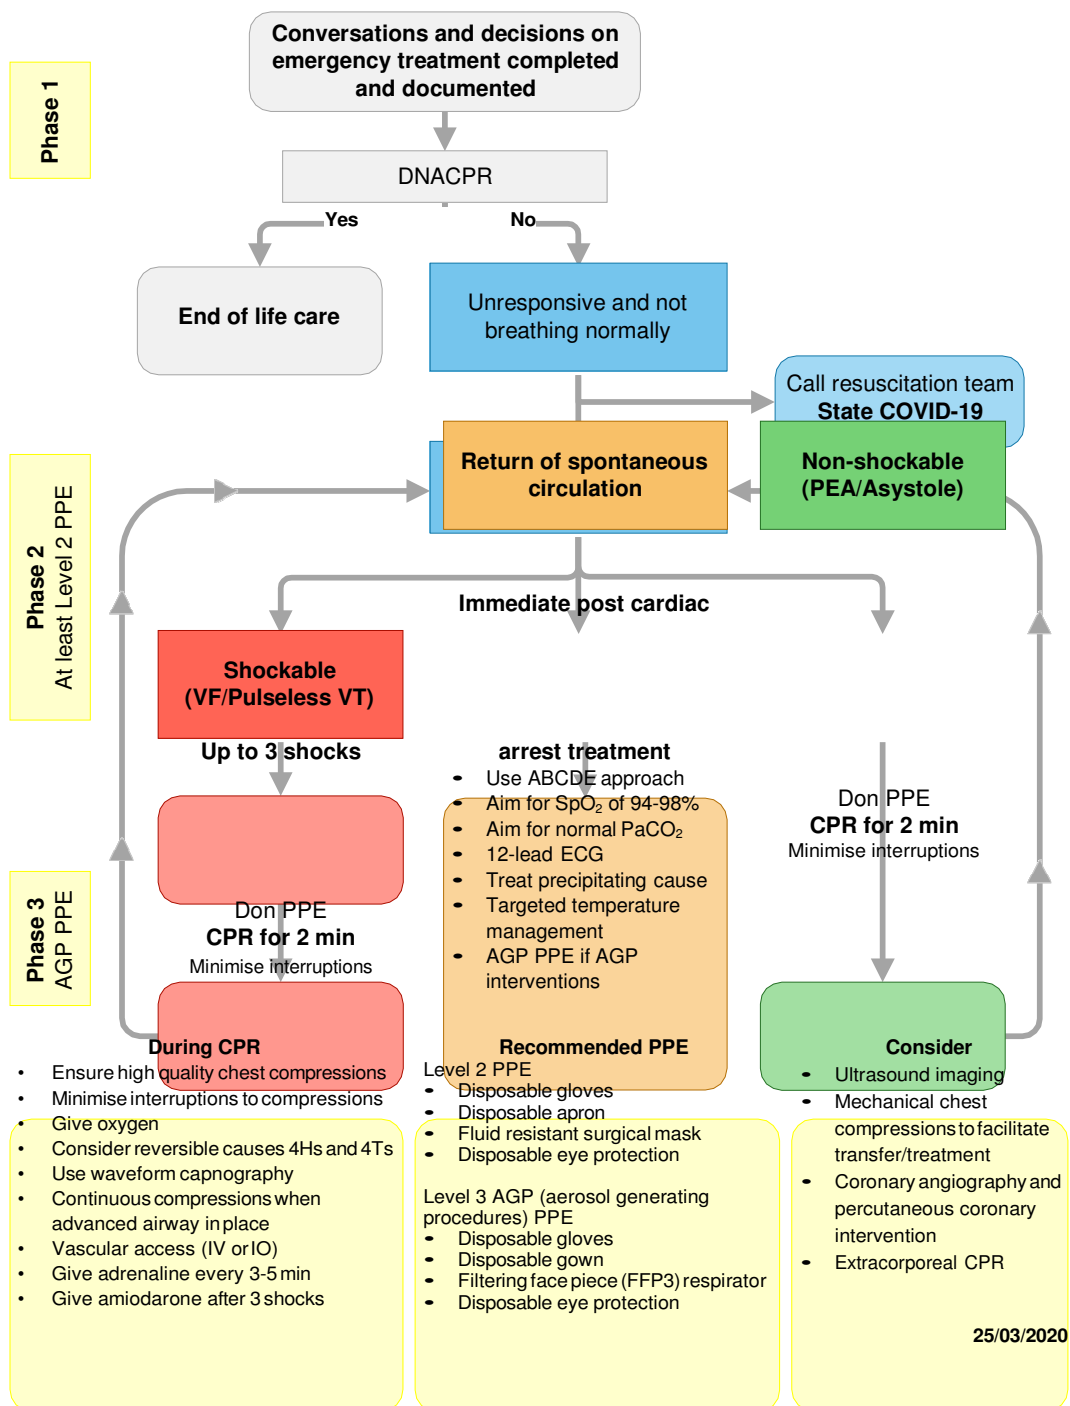 Conversations and decisions on
emergency treatment completed
and documented
Phase 1
DNACPR
Yes
No
End of life care
Unresponsive and not
breathing normally
Call resuscitation team
State COVID-19
Return of spontaneous
circulation
Non-shockable
(PEA/Asystole)
Phase 2
At least Level 2 PPE
Immediate post cardiac
Shockable
(VF/Pulseless VT)
Up to 3 shocks
arrest treatment
• Use ABCDE approach
• Aim for SpO₂ of 94-98%
• Aim for normal PaCO₂
• 12-lead ECG
• Treat precipitating cause
• Targeted temperature
management
• AGP PPE if AGP
interventions
Don PPE
CPR for 2 min
Minimise interruptions
Phase 3
AGP PPE
Don PPE
CPR for 2 min
Minimise interruptions
During CPR
• Ensure high quality chest compressions
• Minimise interruptions to compressions
• Give oxygen
• Consider reversible causes 4Hs and 4Ts
• Use waveform capnography
• Continuous compressions when
advanced airway in place
• Vascular access (IV or IO)
• Give adrenaline every 3-5 min
• Give amiodarone after 3 shocks
Recommended PPE
Level 2 PPE
• Disposable gloves
• Disposable apron
• Fluid resistant surgical mask
• Disposable eye protection
Level 3 AGP (aerosol generating
procedures) PPE
• Disposable gloves
• Disposable gown
• Filtering face piece (FFP3) respirator
• Disposable eye protection
Consider
• Ultrasound imaging
• Mechanical chest
compressions to facilitate
transfer/treatment
• Coronary angiography and
percutaneous coronary
intervention
• Extracorporeal CPR
25/03/2020